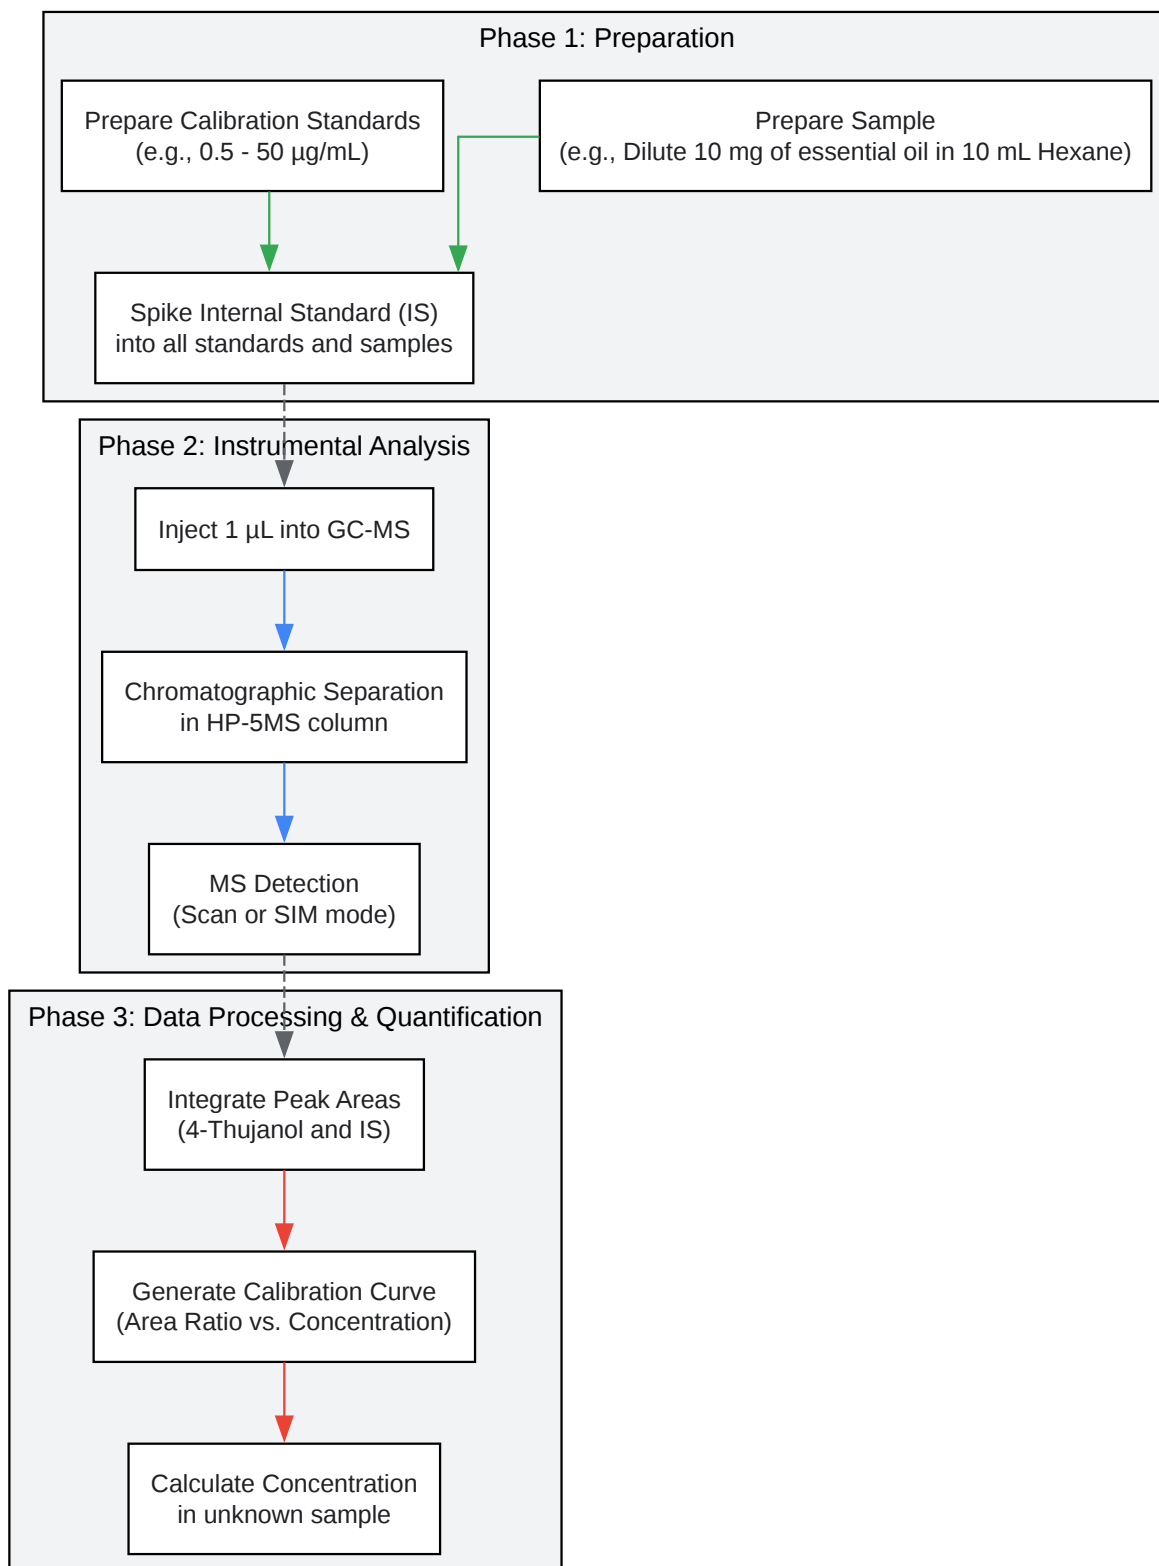 Phase 1: Preparation
Prepare Calibration Standards
(e.g., 0.5 - 50 µg/mL)
Prepare Sample
(e.g., Dilute 10 mg of essential oil in 10 mL Hexane)
Spike Internal Standard (IS)
into all standards and samples
Phase 2: Instrumental Analysis
Inject 1 µL into GC-MS
Chromatographic Separation
in HP-5MS column
MS Detection
(Scan or SIM mode)
Phase 3: Data Processing & Quantification
Integrate Peak Areas
(4-Thujanol and IS)
Generate Calibration Curve
(Area Ratio vs. Concentration)
Calculate Concentration
in unknown sample